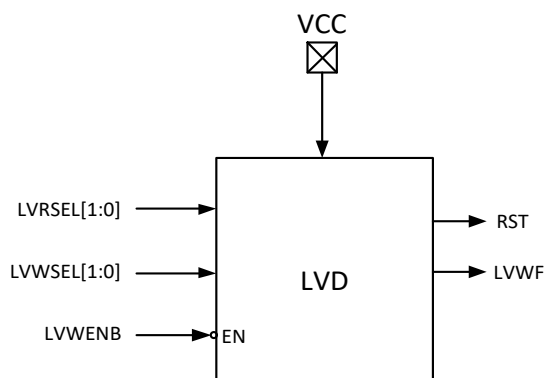 VCC
LVRSEL[1:0]
RST
LVWSEL[1:0]
LVD
LVWF
LVWENB
EN